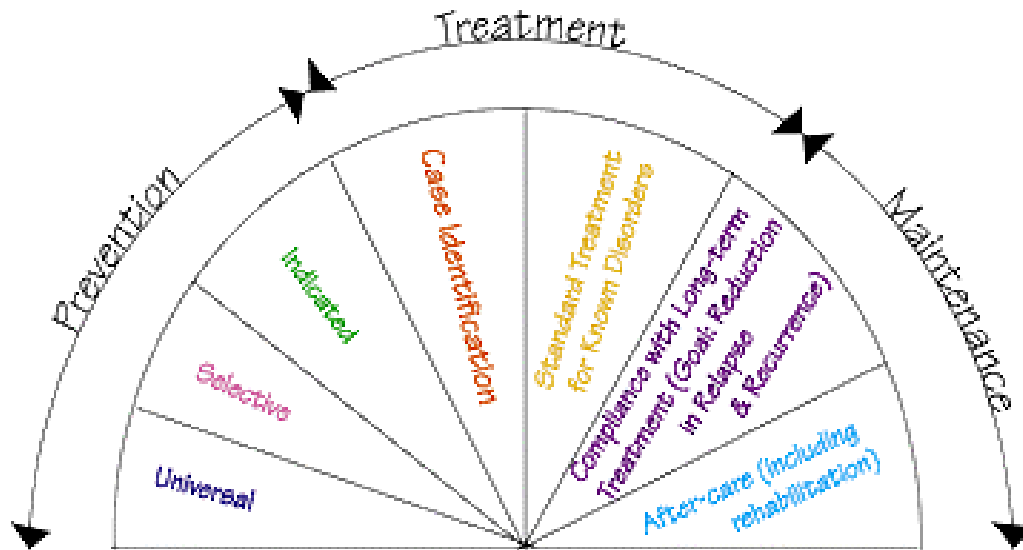 Treatment
Prevention
Maintenance
Universal
Selective
Indicated
Case Identification
Standard Treatment
for Known Disorders
Compliance with Long-term
Treatment (Goal: Reduction
in Relapse
& Recurrence)
After-care (including
rehabilitation)